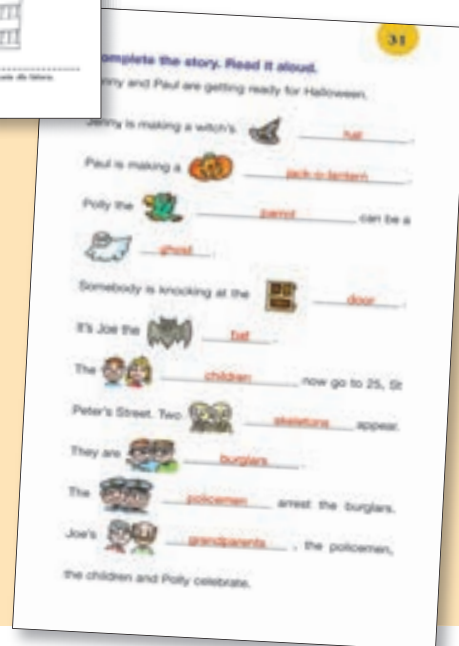 31
omplete the story. Read it aloud.
nny and Paul are getting ready for Halloween.
Jenny is making a witch's hat .
Paul is making a jack-o-lantern .
Polly the parrot can be a
ghost .
Somebody is knocking at the door .
It's Joe the bat .
The children now go to 25, St
Peter's Street. Two skeletons appear.
They are burglars .
The policemen arrest the burglars.
Joe's grandparents , the policemen,
the children and Polly celebrate.